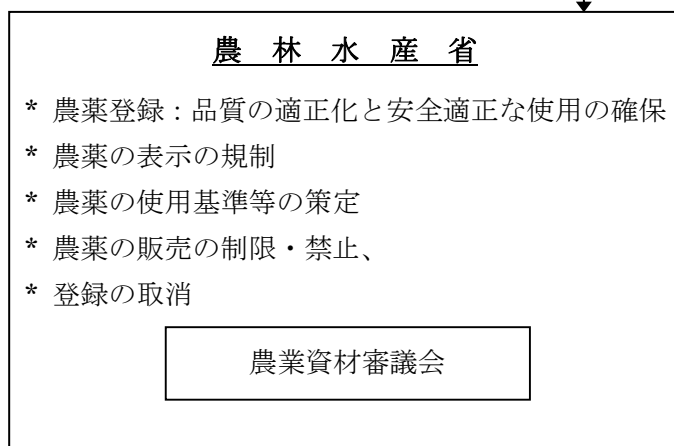 農 林 水 産 省
* 農薬登録：品質の適正化と安全適正な使用の確保
* 農薬の表示の規制
* 農薬の使用基準等の策定
* 農薬の販売の制限・禁止、
* 登録の取消
農業資材審議会